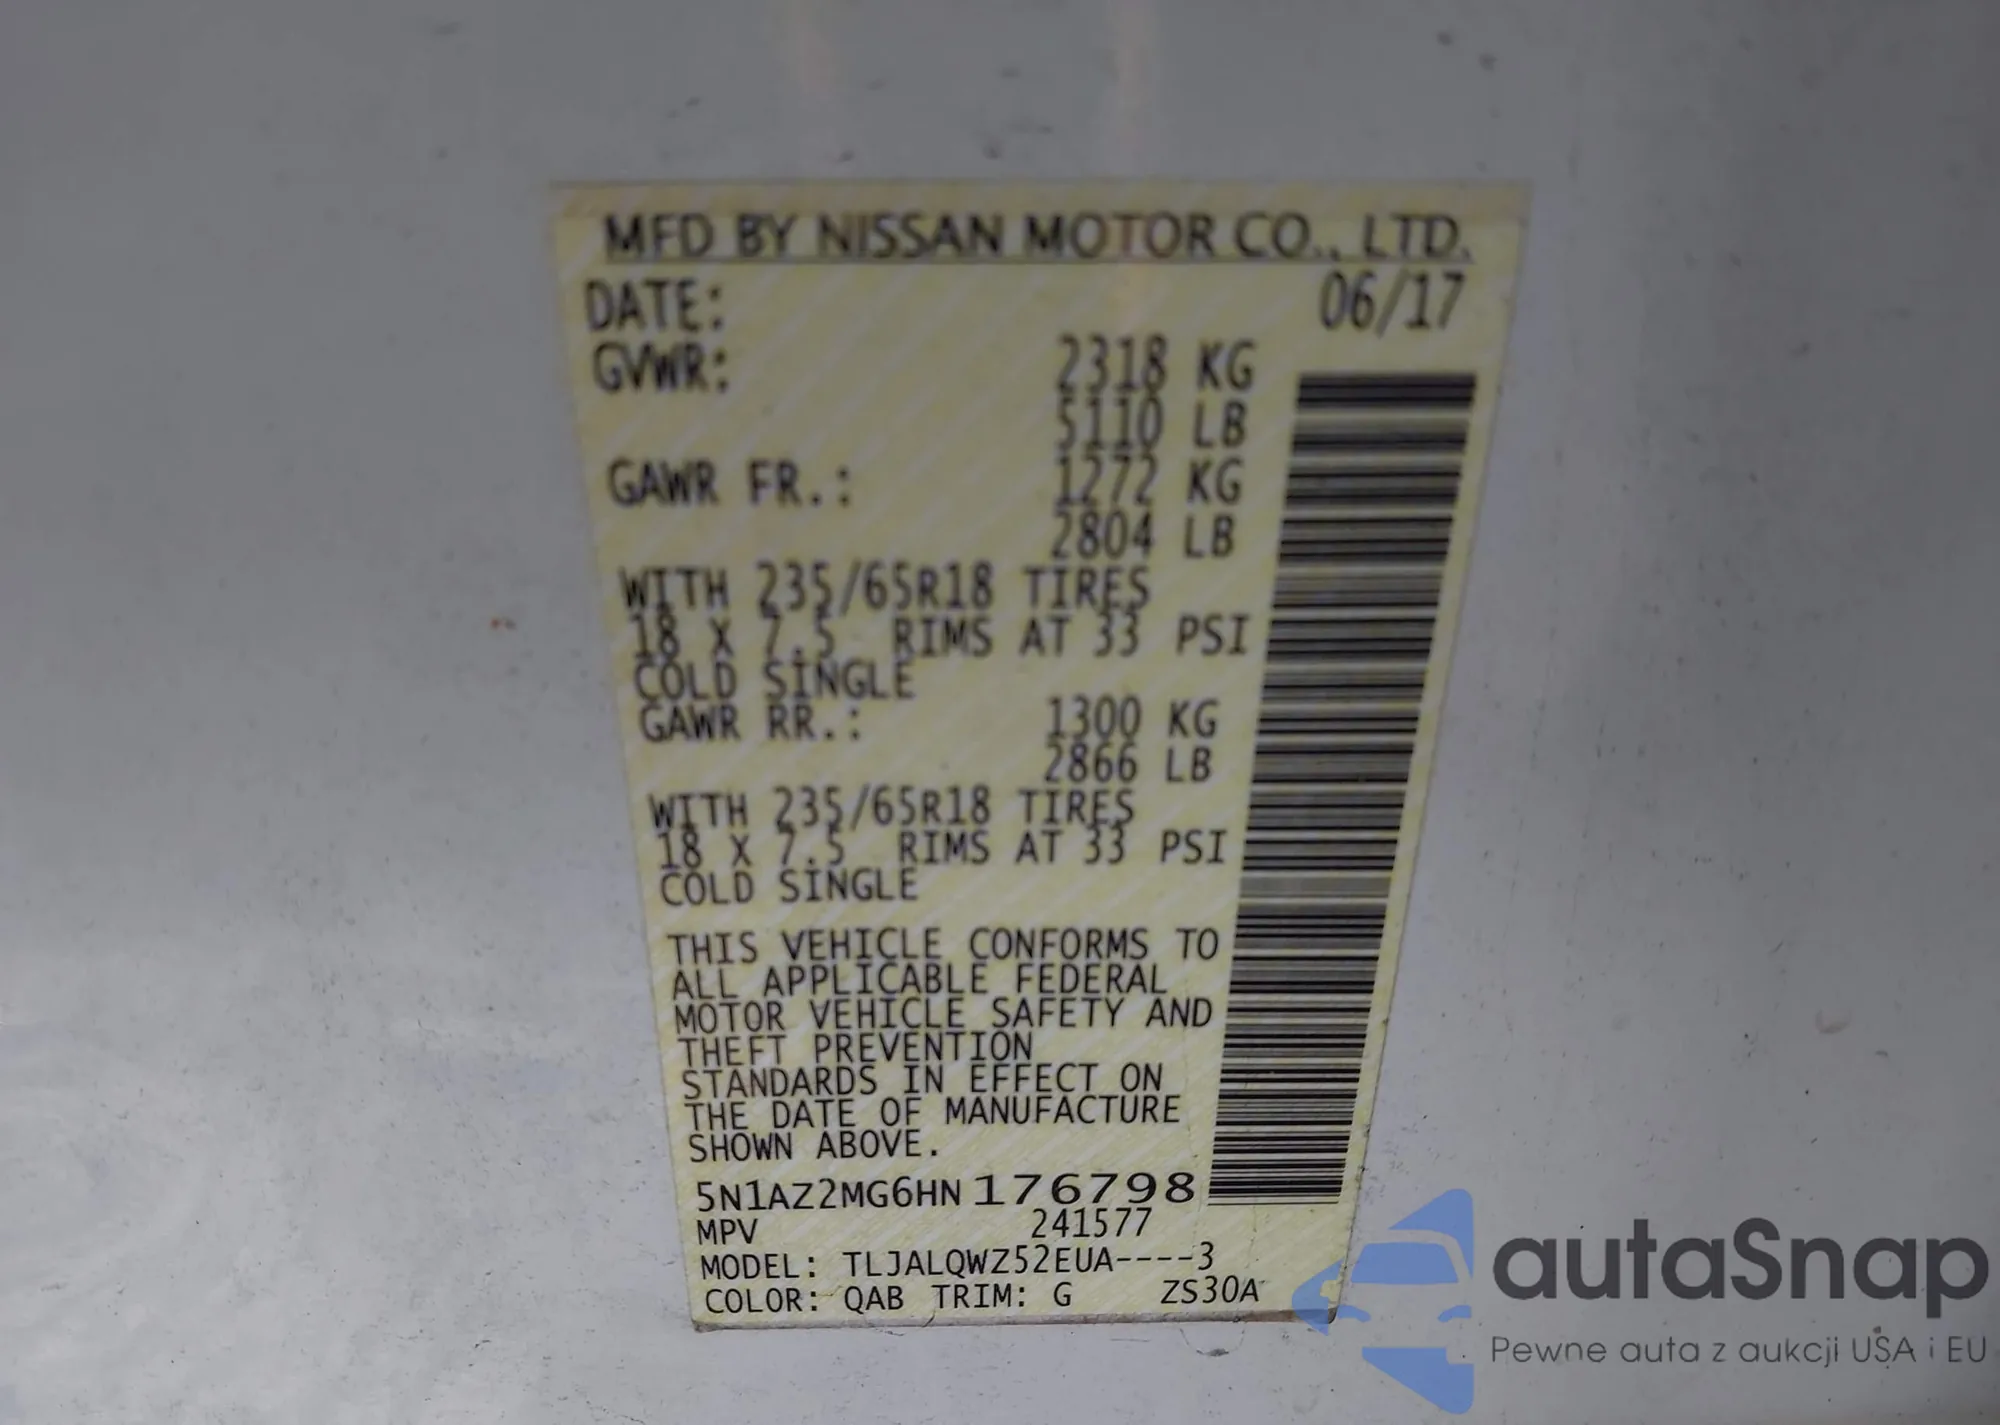 MFD BY NISSAN MOTOR CO., LTD.
DATE: 06/17
GVWR: 2318 KG
5110 LB
GAWR FR.: 1272 KG
2804 LB
WITH 235/65R18 TIRES
18 X 7.5 RIMS AT 33 PSI
COLD SINGLE
GAWR RR.: 1300 KG
2866 LB
WITH 235/65R18 TIRES
18 X 7.5 RIMS AT 33 PSI
COLD SINGLE
THIS VEHICLE CONFORMS TO
ALL APPLICABLE FEDERAL
MOTOR VEHICLE SAFETY AND
THEFT PREVENTION
STANDARDS IN EFFECT ON
THE DATE OF MANUFACTURE
SHOWN ABOVE.
5N1AZ2MG6HN176798
MPV 241577
MODEL: TLJALQWZ52EUA----3
COLOR: QAB TRIM: G ZS30A
autaSnap
Pewne auta z aukcji USA i EU